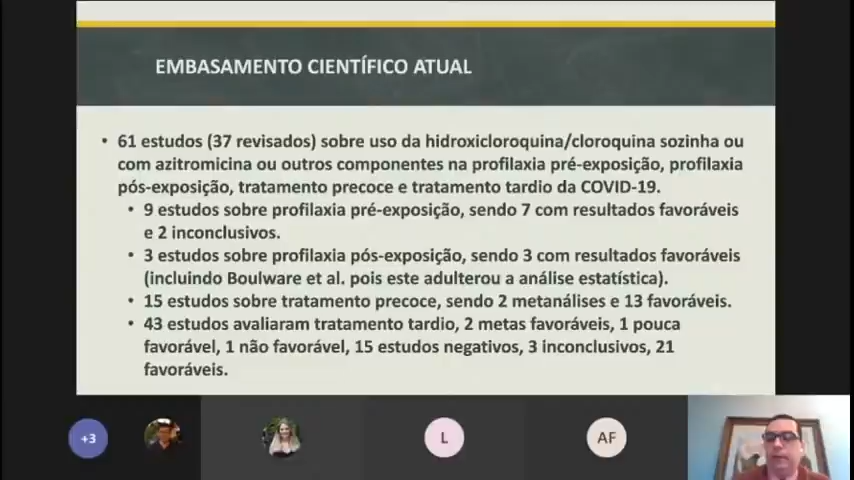 EMBASAMENTO CIENTÍFICO ATUAL
• 61 estudos (37 revisados) sobre uso da hidroxicloroquina/cloroquina sozinha ou
com azitromicina ou outros componentes na profilaxia pré-exposição, profilaxia
pós-exposição, tratamento precoce e tratamento tardio da COVID-19.
• 9 estudos sobre profilaxia pré-exposição, sendo 7 com resultados favoráveis
e 2 inconclusivos.
• 3 estudos sobre profilaxia pós-exposição, sendo 3 com resultados favoráveis
(incluindo Boulware et al. pois este adulterou a análise estatística).
• 15 estudos sobre tratamento precoce, sendo 2 metanálises e 13 favoráveis.
• 43 estudos avaliaram tratamento tardio, 2 metas favoráveis, 1 pouca
favorável, 1 não favorável, 15 estudos negativos, 3 inconclusivos, 21
favoráveis.
+3
L
AF